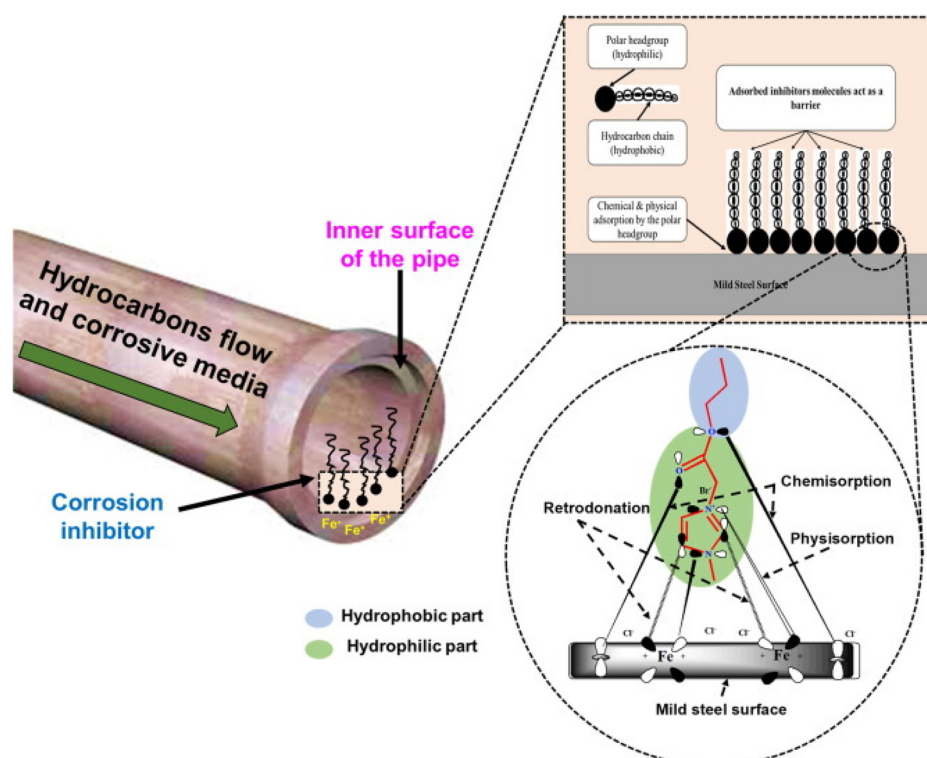 Polar headgroup
(hydrophilic)
Hydrocarbon chain
(hydrophobic)
Adsorbed inhibitors molecules act as a
barrier
Chemical & physical
adsorption by the polar
headgroup
Mild Steel Surface
Inner surface
of the pipe
Hydrocarbons flow
and corrosive media
Corrosion
inhibitor
Fe⁺
Fe⁺
Fe⁺
Hydrophobic part
Hydrophilic part
O
O
Br⁻
N⁺
N
Retrodonation
Chemisorption
Physisorption
Cl⁻
Cl⁻
Cl⁻
Cl⁻
Cl⁻
+ Fe +
+ Fe +
Mild steel surface